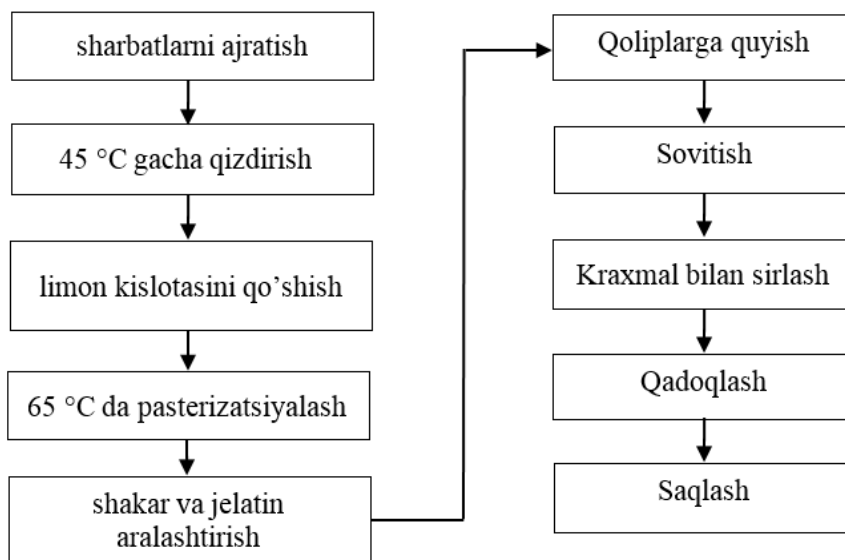 sharbatlarni ajratish
45 °C gacha qizdirish
limon kislotasini qo’shish
65 °C da pasterizatsiyalash
shakar va jelatin
aralashtirish
Qoliplarga quyish
Sovitish
Kraxmal bilan sirlash
Qadoqlash
Saqlash